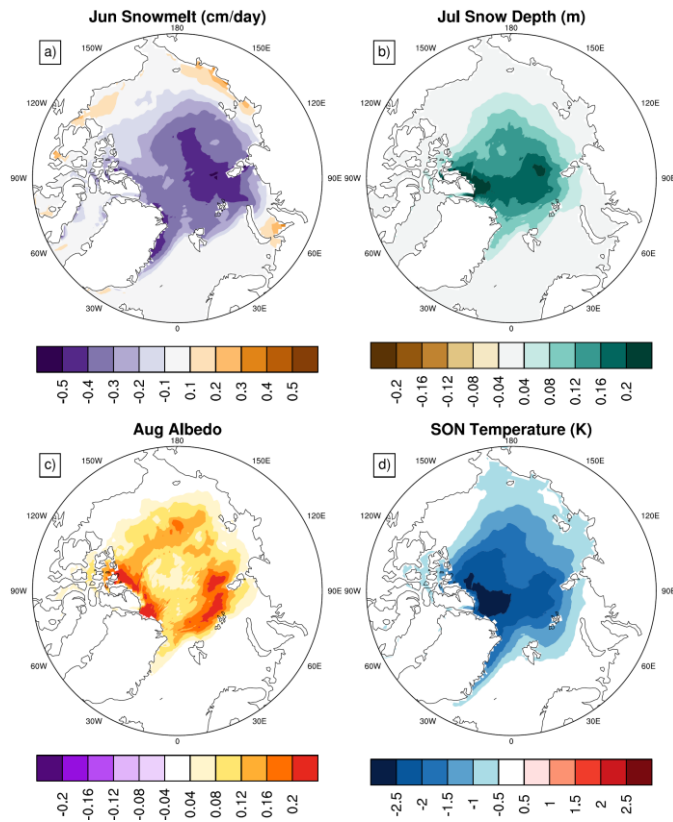 Jun Snowmelt (cm/day)
a)
180
150W
150E
120W
120E
90W
90E
60W
60E
30W
30E
0
-0.5
-0.4
-0.3
-0.2
-0.1
0.1
0.2
0.3
0.4
0.5
Jul Snow Depth (m)
b)
180
150W
150E
120W
120E
90W
90E
60W
60E
30W
30E
0
-0.2
-0.16
-0.12
-0.08
-0.04
0.04
0.08
0.12
0.16
0.2
Aug Albedo
c)
180
150W
150E
120W
120E
90W
90E
60W
60E
30W
30E
0
-0.2
-0.16
-0.12
-0.08
-0.04
0.04
0.08
0.12
0.16
0.2
SON Temperature (K)
d)
180
150W
150E
120W
120E
90W
90E
60W
60E
30W
30E
0
-2.5
-2
-1.5
-1
-0.5
0.5
1
1.5
2
2.5